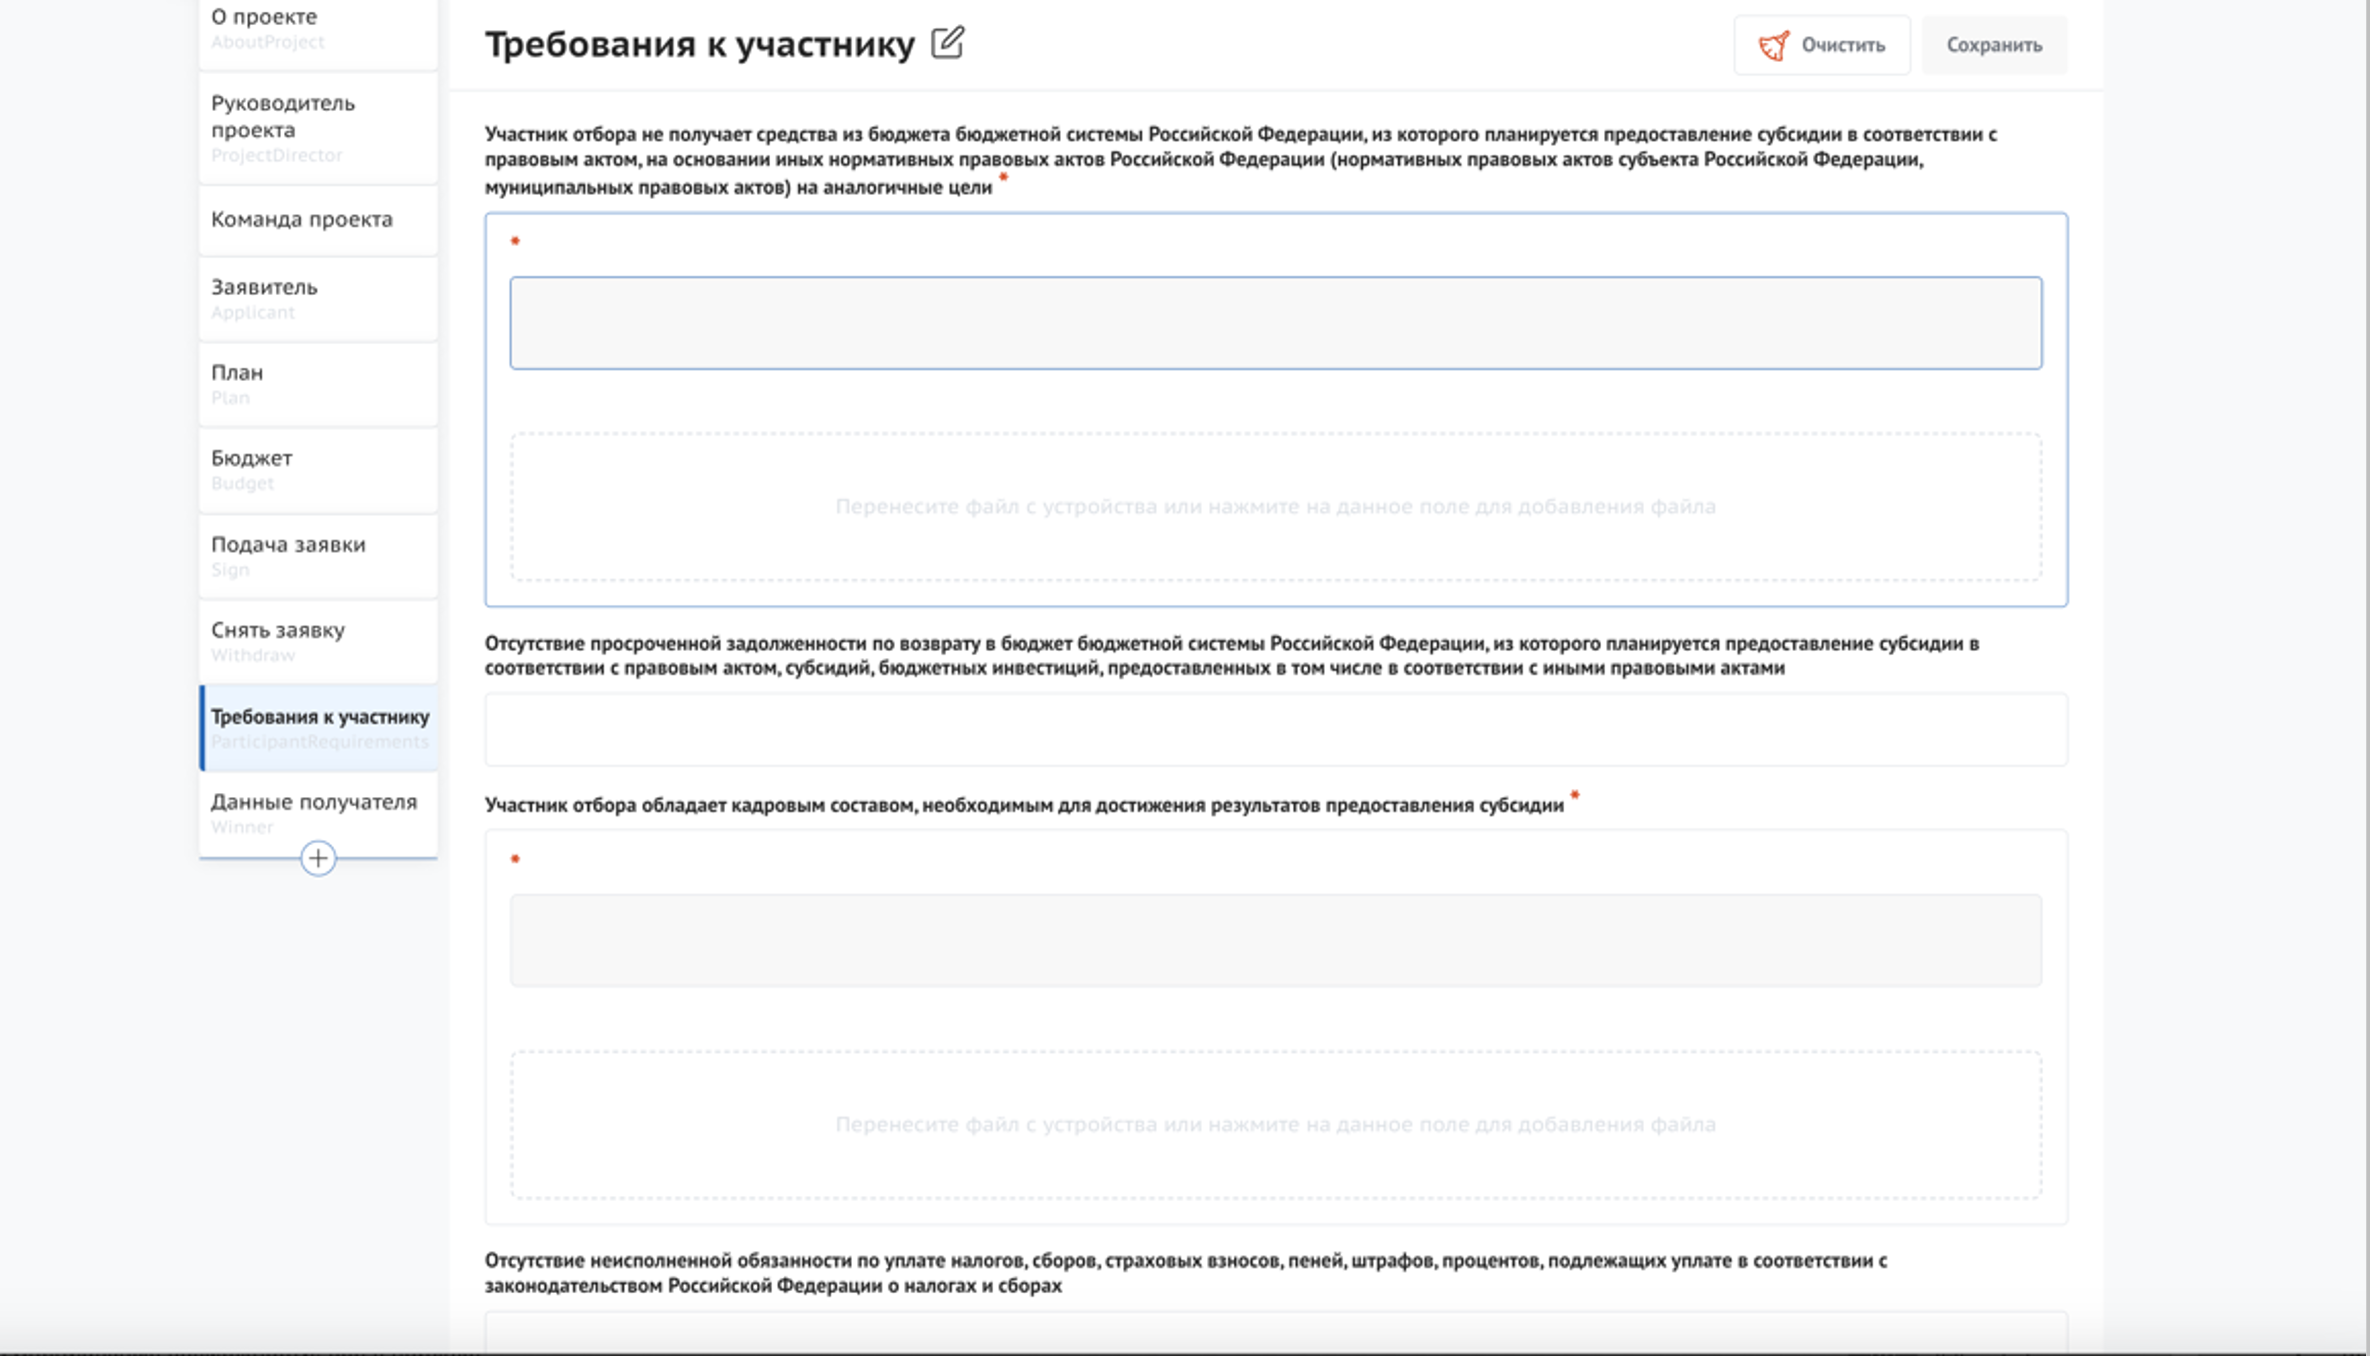 О проекте
AboutProject
Руководитель
проекта
ProjectDirector
Команда проекта
Заявитель
Applicant
План
Plan
Бюджет
Budget
Подача заявки
Sign
Снять заявку
Withdraw
Требования к участнику
ParticipantRequirements
Данные получателя
Winner
Требования к участнику
Очистить
Сохранить
Участник отбора не получает средства из бюджета бюджетной системы Российской Федерации, из которого планируется предоставление субсидии в соответствии с
правовым актом, на основании иных нормативных правовых актов Российской Федерации (нормативных правовых актов субъекта Российской Федерации,
муниципальных правовых актов) на аналогичные цели *
*
Перенесите файл с устройства или нажмите на данное поле для добавления файла
Отсутствие просроченной задолженности по возврату в бюджет бюджетной системы Российской Федерации, из которого планируется предоставление субсидии в
соответствии с правовым актом, субсидий, бюджетных инвестиций, предоставленных в том числе в соответствии с иными правовыми актами
Участник отбора обладает кадровым составом, необходимым для достижения результатов предоставления субсидии *
*
Перенесите файл с устройства или нажмите на данное поле для добавления файла
Отсутствие неисполненной обязанности по уплате налогов, сборов, страховых взносов, пеней, штрафов, процентов, подлежащих уплате в соответствии с
законодательством Российской Федерации о налогах и сборах